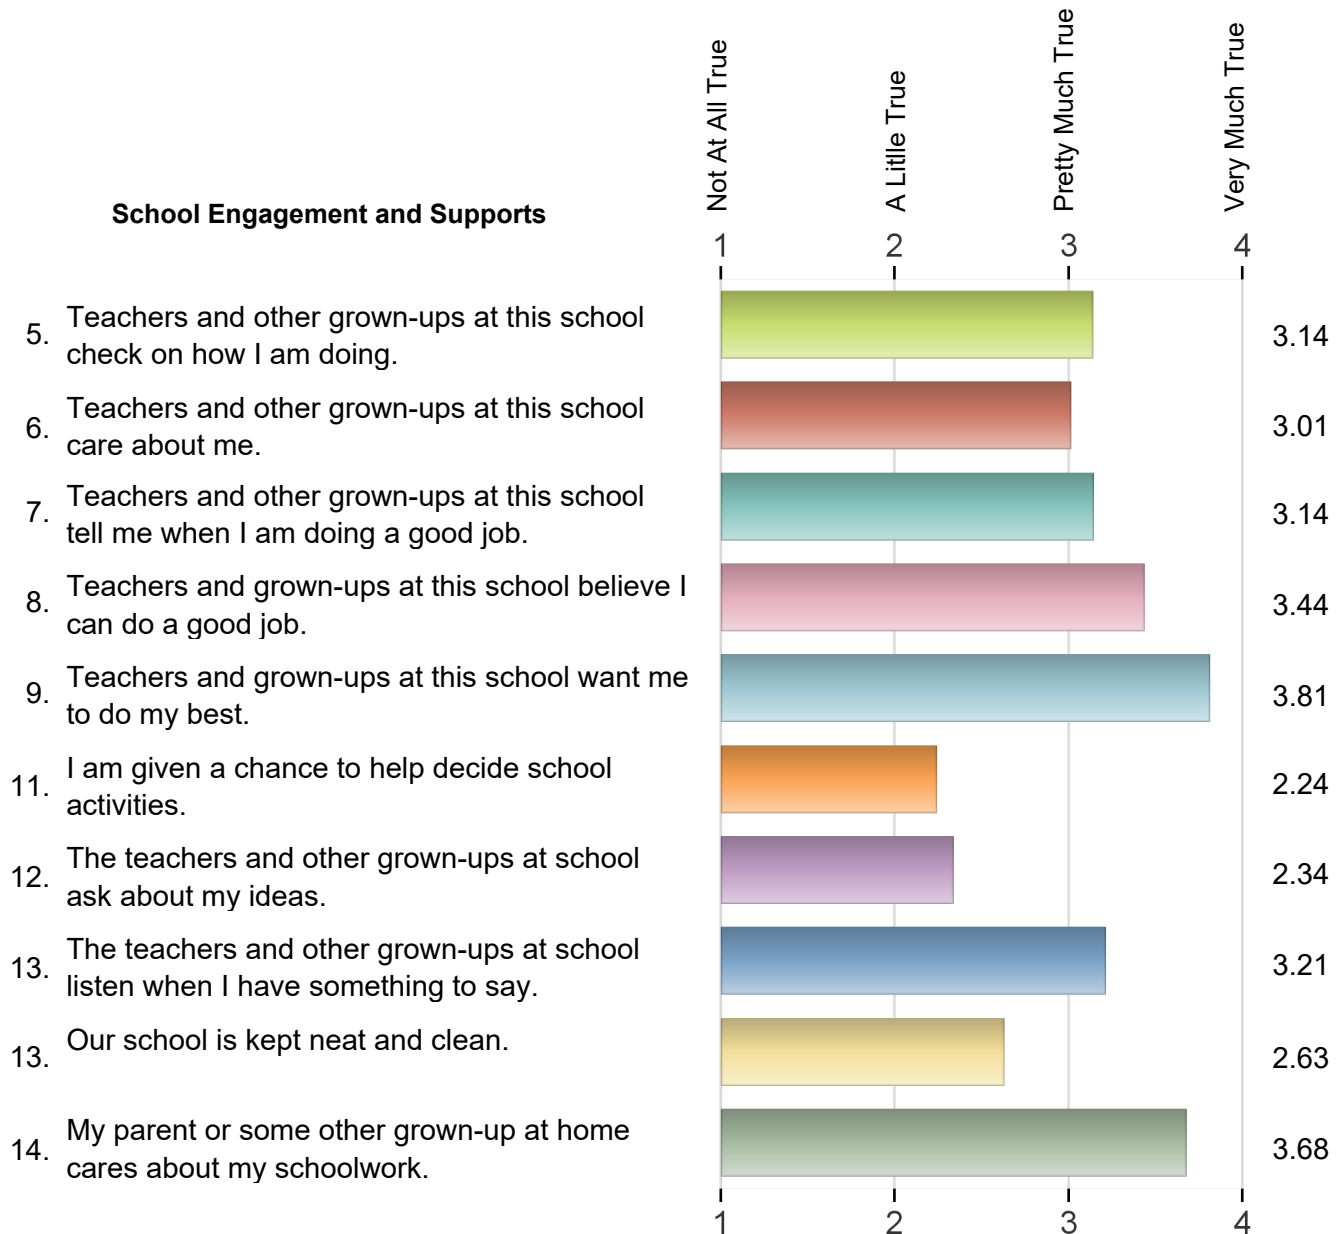 Not At All True
A Litlle True
Pretty Much True
Very Much True
School Engagement and Supports
1 2 3 4
5. Teachers and other grown-ups at this school
check on how I am doing.
3.14
6. Teachers and other grown-ups at this school
care about me.
3.01
7. Teachers and other grown-ups at this school
tell me when I am doing a good job.
3.14
8. Teachers and grown-ups at this school believe I
can do a good job.
3.44
9. Teachers and grown-ups at this school want me
to do my best.
3.81
11. I am given a chance to help decide school
activities.
2.24
12. The teachers and other grown-ups at school
ask about my ideas.
2.34
13. The teachers and other grown-ups at school
listen when I have something to say.
3.21
13. Our school is kept neat and clean.
2.63
14. My parent or some other grown-up at home
cares about my schoolwork.
3.68
1 2 3 4